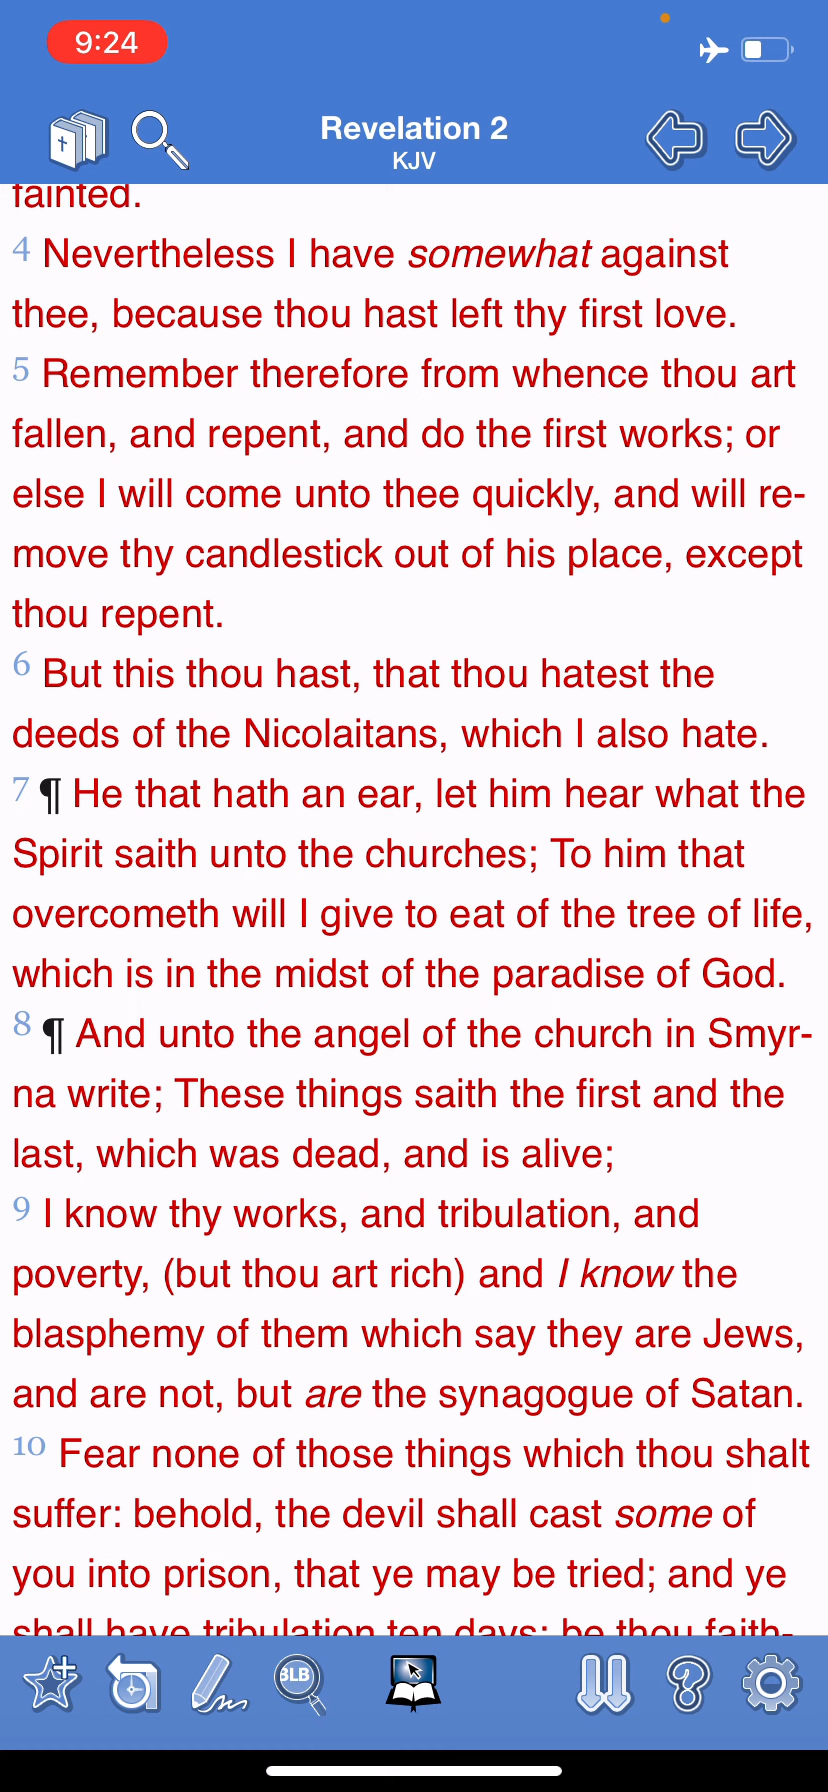 9:24
Revelation 2
KJV
fainted.
4 Nevertheless I have somewhat against
thee, because thou hast left thy first love.
5 Remember therefore from whence thou art
fallen, and repent, and do the first works; or
else I will come unto thee quickly, and will re-
move thy candlestick out of his place, except
thou repent.
6 But this thou hast, that thou hatest the
deeds of the Nicolaitans, which I also hate.
7 ¶ He that hath an ear, let him hear what the
Spirit saith unto the churches; To him that
overcometh will I give to eat of the tree of life,
which is in the midst of the paradise of God.
8 ¶ And unto the angel of the church in Smyr-
na write; These things saith the first and the
last, which was dead, and is alive;
9 I know thy works, and tribulation, and
poverty, (but thou art rich) and I know the
blasphemy of them which say they are Jews,
and are not, but are the synagogue of Satan.
10 Fear none of those things which thou shalt
suffer: behold, the devil shall cast some of
you into prison, that ye may be tried; and ye
shall have tribulation ten days: be thou faith-
BLB